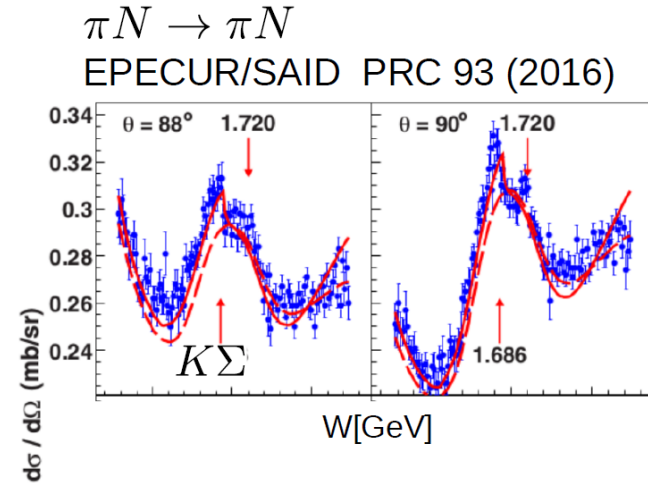 πN → πN
EPECUR/SAID PRC 93 (2016)
0.34
0.32
0.3
0.28
0.26
0.24
dσ / dΩ (mb/sr)
θ = 88° 1.720
KΣ
θ = 90° 1.720
1.686
W[GeV]